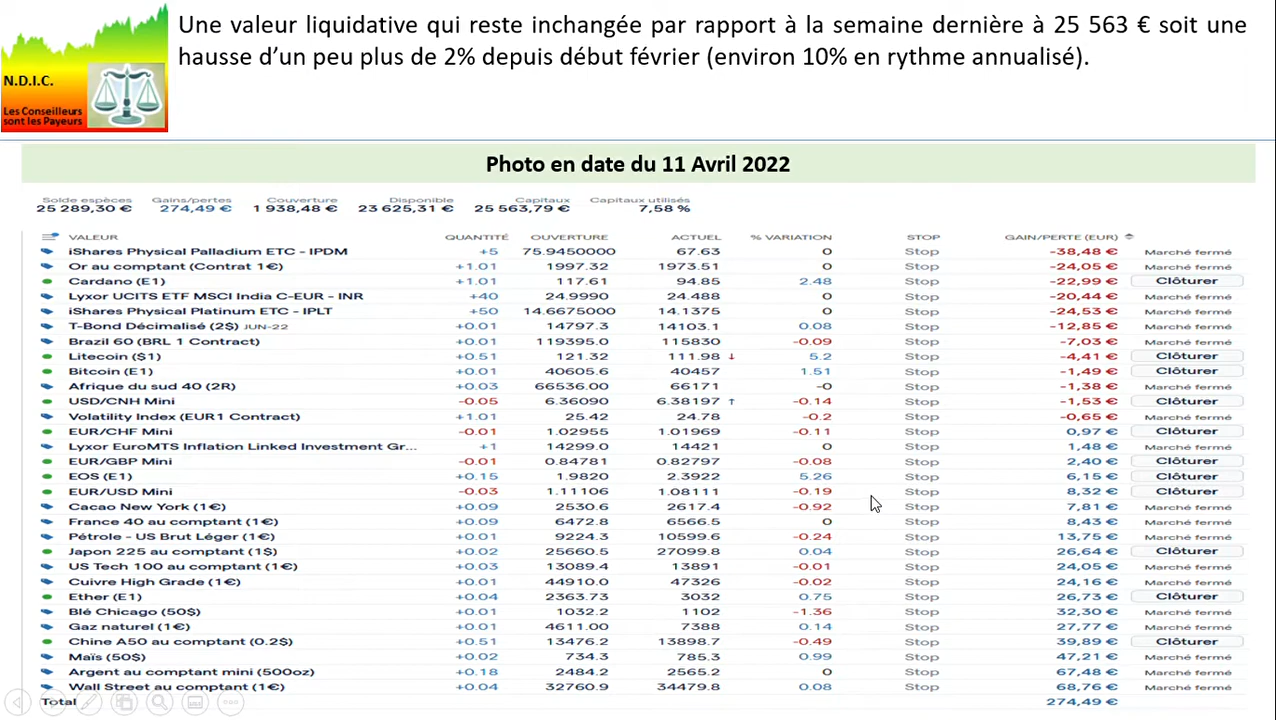 Une valeur liquidative qui reste inchangée par rapport à la semaine dernière à 25 563 € soit une
hausse d'un peu plus de 2% depuis début février (environ 10% en rythme annualisé).
N.D.I.C.
Les Conseilleurs
sont les Payeurs
Photo en date du 11 Avril 2022
Solde espèces Gains/pertes Couverture Disponible Capitaux Capitaux utilisés
25 289,30 € 274,49 € 1 938,48 € 23 625,31 € 25 563,79 € 7,58 %
VALEUR QUANTITÉ OUVERTURE ACTUEL % VARIATION STOP GAIN/PERTE (EUR)
iShares Physical Palladium ETC - IPDM +5 75.9450000 67.63 0 Stop -38,48 € Marché fermé
Or au comptant (Contrat 1€) +1.01 1997.32 1973.51 0 Stop -24,05 € Marché fermé
Cardano (E1) +1.01 117.61 94.85 2.48 Stop -22,99 € Clôturer
Lyxor UCITS ETF MSCI India C-EUR - INR +40 24.9990 24.488 0 Stop -20,44 € Marché fermé
iShares Physical Platinum ETC - IPLT +50 14.6675000 14.1375 0 Stop -24,53 € Marché fermé
T-Bond Décimalisé (2$) JUN-22 +0.01 14797.3 14103.1 0.08 Stop -12,85 € Marché fermé
Brazil 60 (BRL 1 Contract) +0.01 119395.0 115830 -0.09 Stop -7,03 € Marché fermé
Litecoin ($1) +0.51 121.32 111.98 ↓ 5.2 Stop -4,41 € Clôturer
Bitcoin (E1) +0.01 40605.6 40457 1.51 Stop -1,49 € Clôturer
Afrique du sud 40 (2R) +0.03 66536.00 66171 -0 Stop -1,38 € Marché fermé
USD/CNH Mini -0.05 6.36090 6.38197 ↑ -0.14 Stop -1,53 € Clôturer
Volatility Index (EUR1 Contract) +1.01 25.42 24.78 -0.2 Stop -0,65 € Marché fermé
EUR/CHF Mini -0.01 1.02955 1.01969 -0.11 Stop 0,97 € Clôturer
Lyxor EuroMTS Inflation Linked Investment Gr... +1 14299.0 14421 0 Stop 1,48 € Marché fermé
EUR/GBP Mini -0.01 0.84781 0.82797 -0.08 Stop 2,40 € Clôturer
EOS (E1) +0.15 1.9820 2.3922 5.26 Stop 6,15 € Clôturer
EUR/USD Mini -0.03 1.11106 1.08111 -0.19 Stop 8,32 € Clôturer
Cacao New York (1€) +0.09 2530.6 2617.4 -0.92 Stop 7,81 € Marché fermé
France 40 au comptant (1€) +0.09 6472.8 6566.5 0 Stop 8,43 € Marché fermé
Pétrole - US Brut Léger (1€) +0.01 9224.3 10599.6 -0.24 Stop 13,75 € Marché fermé
Japon 225 au comptant (1$) +0.02 25660.5 27099.8 0.04 Stop 26,64 € Clôturer
US Tech 100 au comptant (1€) +0.03 13089.4 13891 -0.01 Stop 24,05 € Marché fermé
Cuivre High Grade (1€) +0.01 44910.0 47326 -0.02 Stop 24,16 € Marché fermé
Ether (E1) +0.04 2363.73 3032 0.75 Stop 26,73 € Clôturer
Blé Chicago (50$) +0.01 1032.2 1102 -1.36 Stop 32,30 € Marché fermé
Gaz naturel (1€) +0.01 4611.00 7388 0.14 Stop 27,77 € Marché fermé
Chine A50 au comptant (0.2$) +0.51 13476.2 13898.7 -0.49 Stop 39,89 € Clôturer
Maïs (50$) +0.02 734.3 785.3 0.99 Stop 47,21 € Marché fermé
Argent au comptant mini (500oz) +0.18 2484.2 2565.2 0 Stop 67,48 € Marché fermé
Wall Street au comptant (1€) +0.04 32760.9 34479.8 0.08 Stop 68,76 € Marché fermé
Total 274,49 €